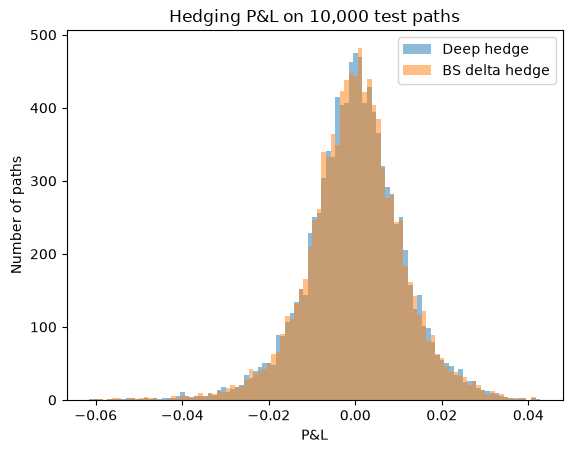 Hedging P&L on 10,000 test paths
Deep hedge
BS delta hedge
Number of paths
500
400
300
200
100
0
−0.06 −0.04 −0.02 0.00 0.02 0.04
P&L